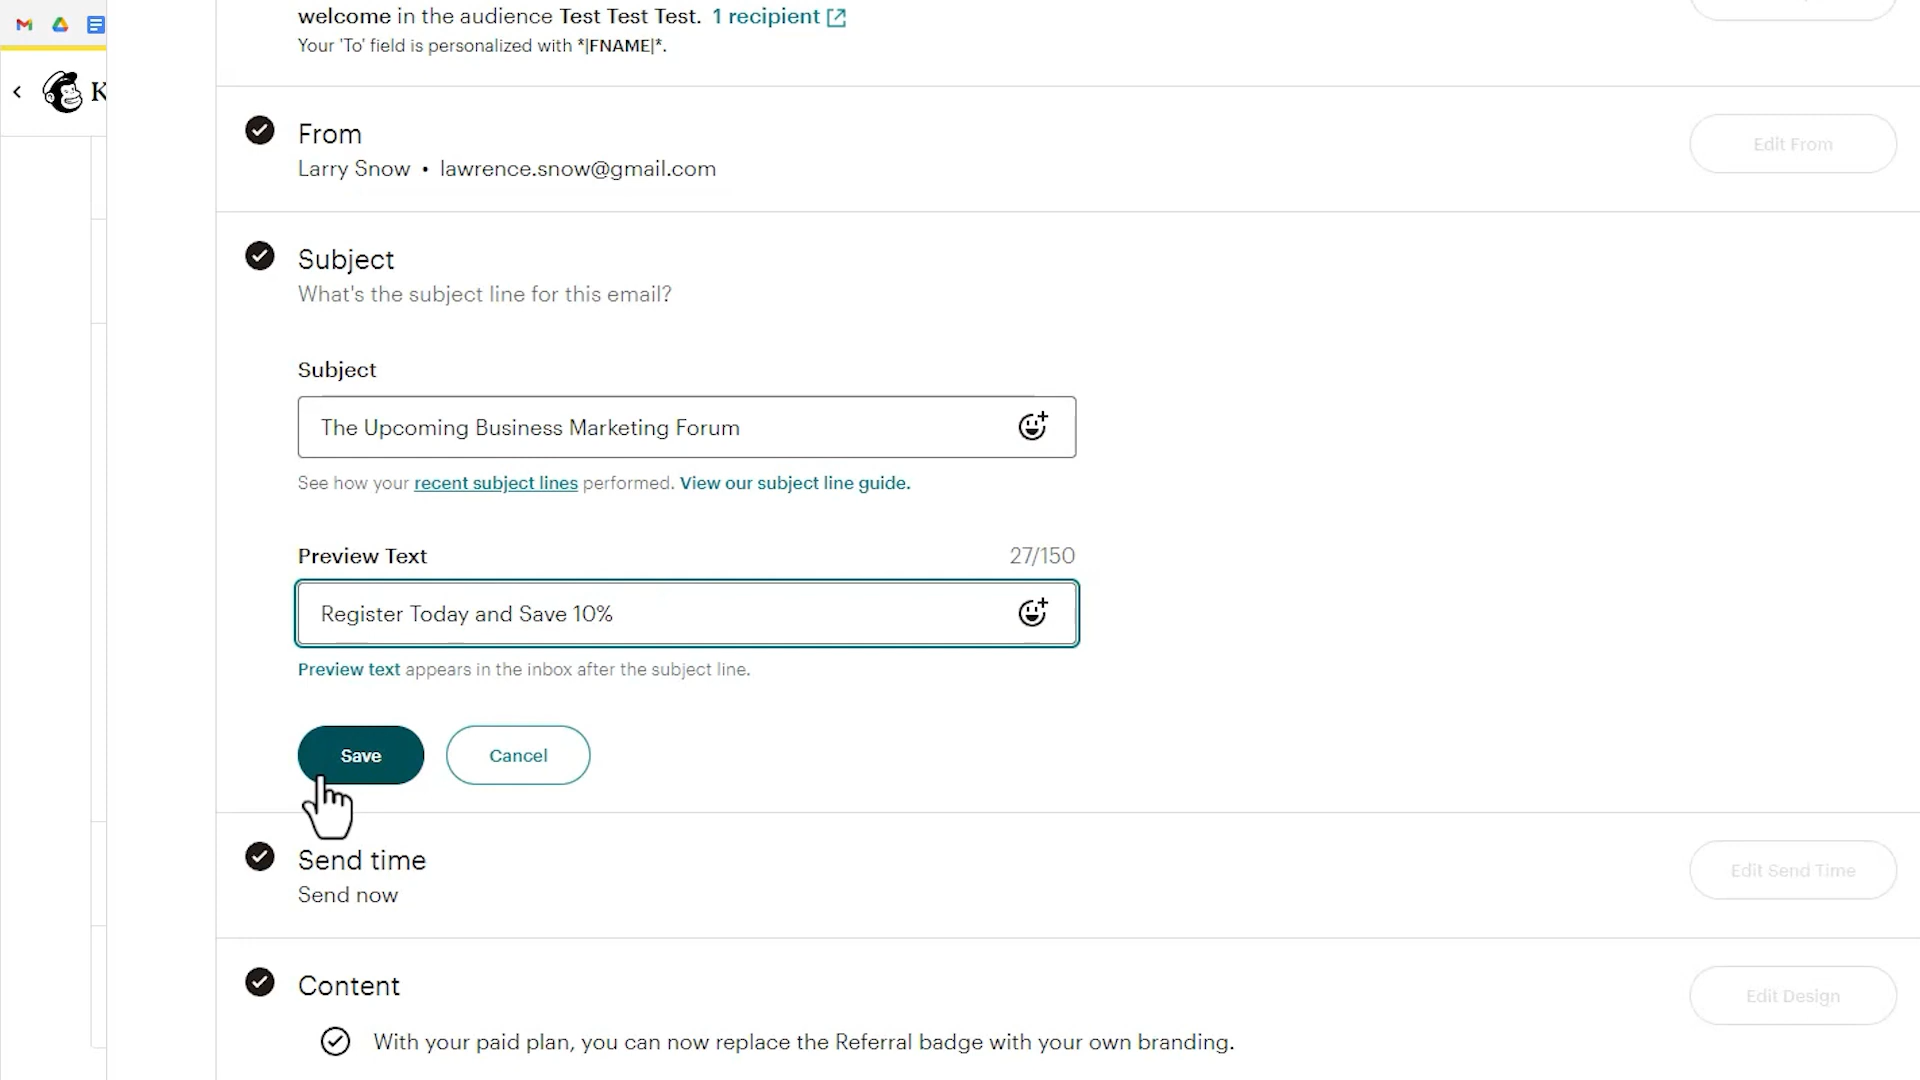 welcome in the audience Test Test Test. 1 recipient
Your 'To' field is personalized with *|FNAME|*.
K
From
Larry Snow • lawrence.snow@gmail.com
Edit From
Subject
What's the subject line for this email?
Subject
The Upcoming Business Marketing Forum
See how your recent subject lines performed. View our subject line guide.
Preview Text 27/150
Register Today and Save 10%
Preview text appears in the inbox after the subject line.
Save Cancel
Send time
Send now
Edit Send Time
Content
Edit Design
With your paid plan, you can now replace the Referral badge with your own branding.